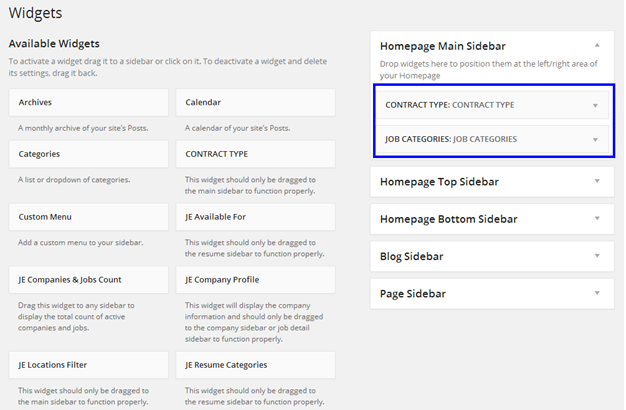 Widgets
Available Widgets
To activate a widget drag it to a sidebar or click on it. To deactivate a widget and delete
its settings, drag it back.
Archives
A monthly archive of your site's Posts.
Calendar
A calendar of your site's Posts.
Categories
A list or dropdown of categories.
CONTRACT TYPE
This widget should only be dragged to
the main sidebar to function properly.
Custom Menu
Add a custom menu to your sidebar.
JE Available For
This widget should only be dragged to
the resume sidebar to function properly.
JE Companies & Jobs Count
Drag this widget to any sidebar to
display the total count of active
companies and jobs.
JE Company Profile
This widget will display the company
information and should only be dragged
to the company sidebar or job detail
sidebar to function properly.
JE Locations Filter
This widget should only be dragged to
the main sidebar to function properly.
JE Resume Categories
This widget should only be dragged to
the resume sidebar to function properly.
Homepage Main Sidebar
Drop widgets here to position them at the left/right area of
your Homepage
CONTRACT TYPE: CONTRACT TYPE
JOB CATEGORIES: JOB CATEGORIES
Homepage Top Sidebar
Homepage Bottom Sidebar
Blog Sidebar
Page Sidebar